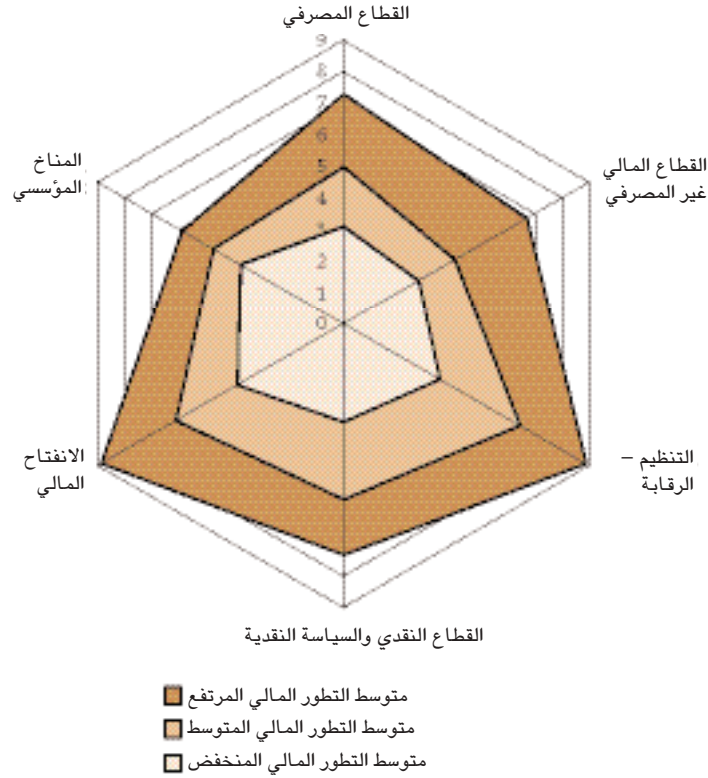 القطاع المصرفي
9
8
7
6
5
4
3
2
1
0
القطاع المالي
غير المصرفي
المناخ
المؤسسي
التنظيم –
الرقابة
الانفتاح
المالي
القطاع النقدي والسياسة النقدية
متوسط التطور المالي المرتفع
متوسط التطور المالي المتوسط
متوسط التطور المالي المنخفض